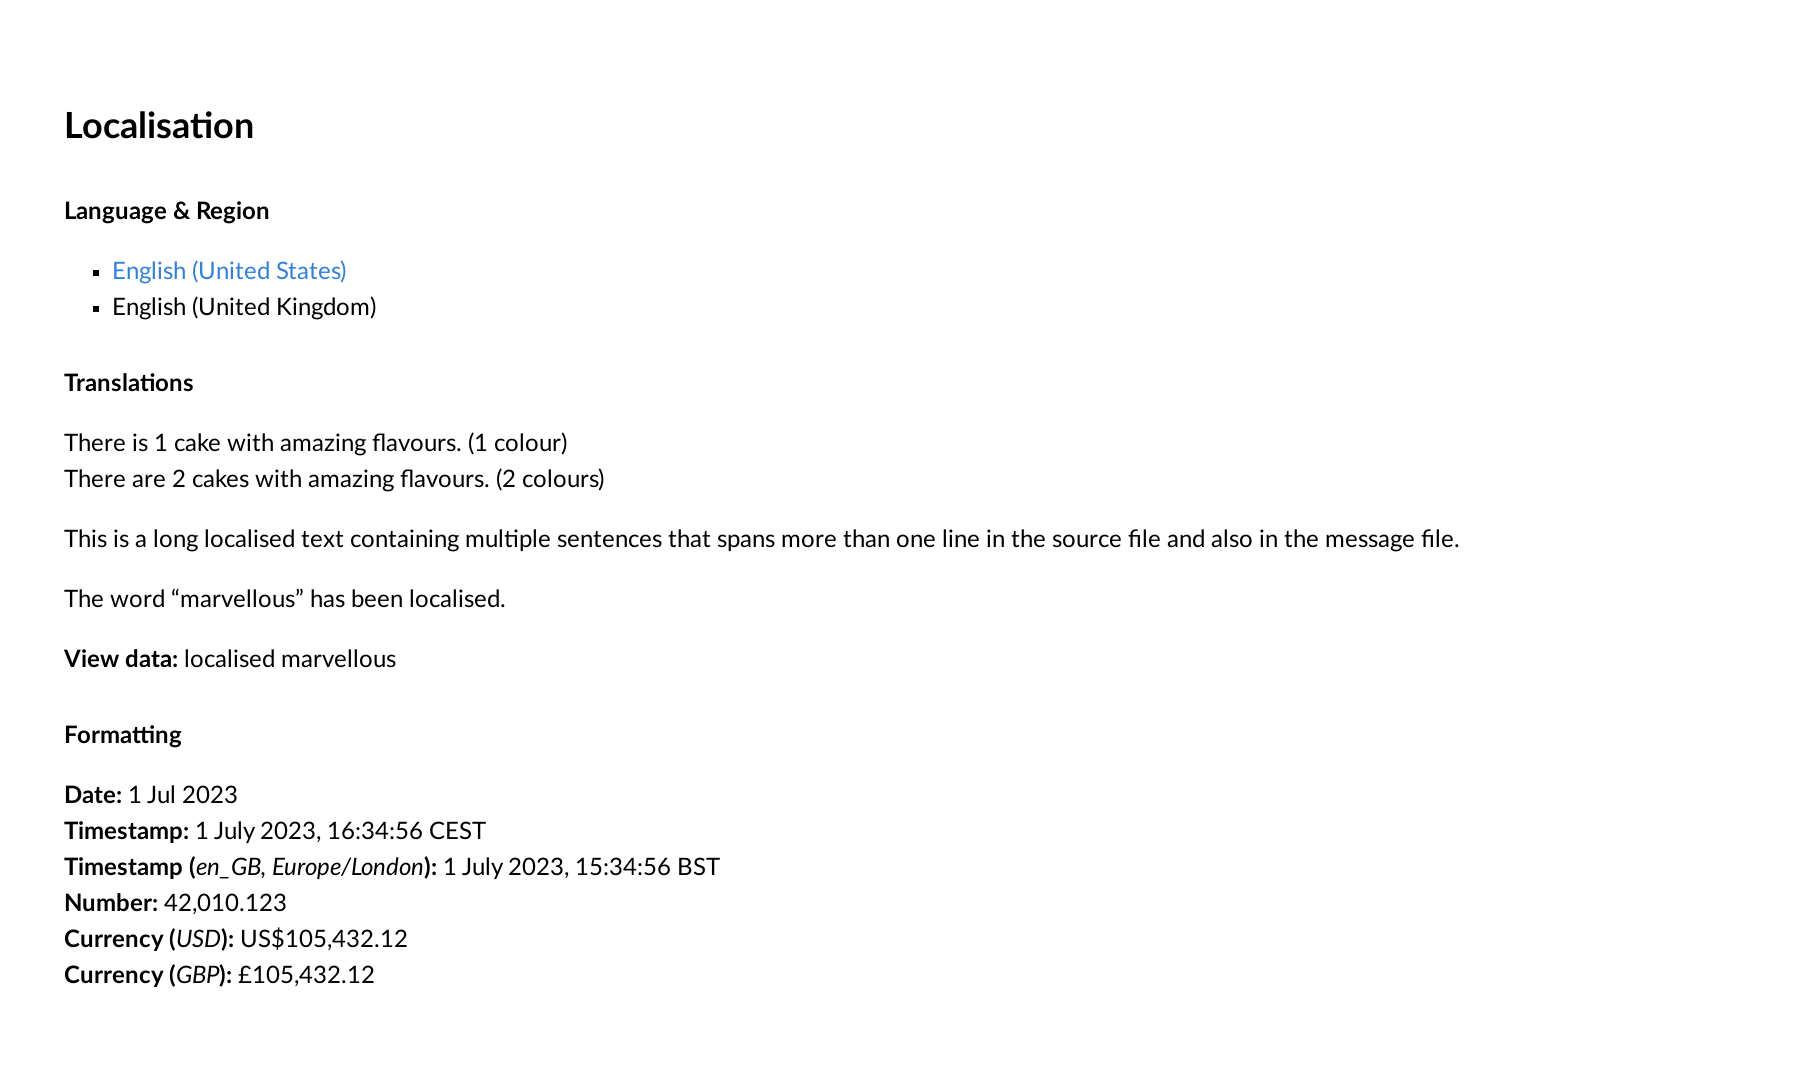 Localisation
Language & Region
▪ English (United States)
▪ English (United Kingdom)
Translations
There is 1 cake with amazing flavours. (1 colour)
There are 2 cakes with amazing flavours. (2 colours)
This is a long localised text containing multiple sentences that spans more than one line in the source file and also in the message file.
The word “marvellous” has been localised.
View data: localised marvellous
Formatting
Date: 1 Jul 2023
Timestamp: 1 July 2023, 16:34:56 CEST
Timestamp (en_GB, Europe/London): 1 July 2023, 15:34:56 BST
Number: 42,010.123
Currency (USD): US$105,432.12
Currency (GBP): £105,432.12